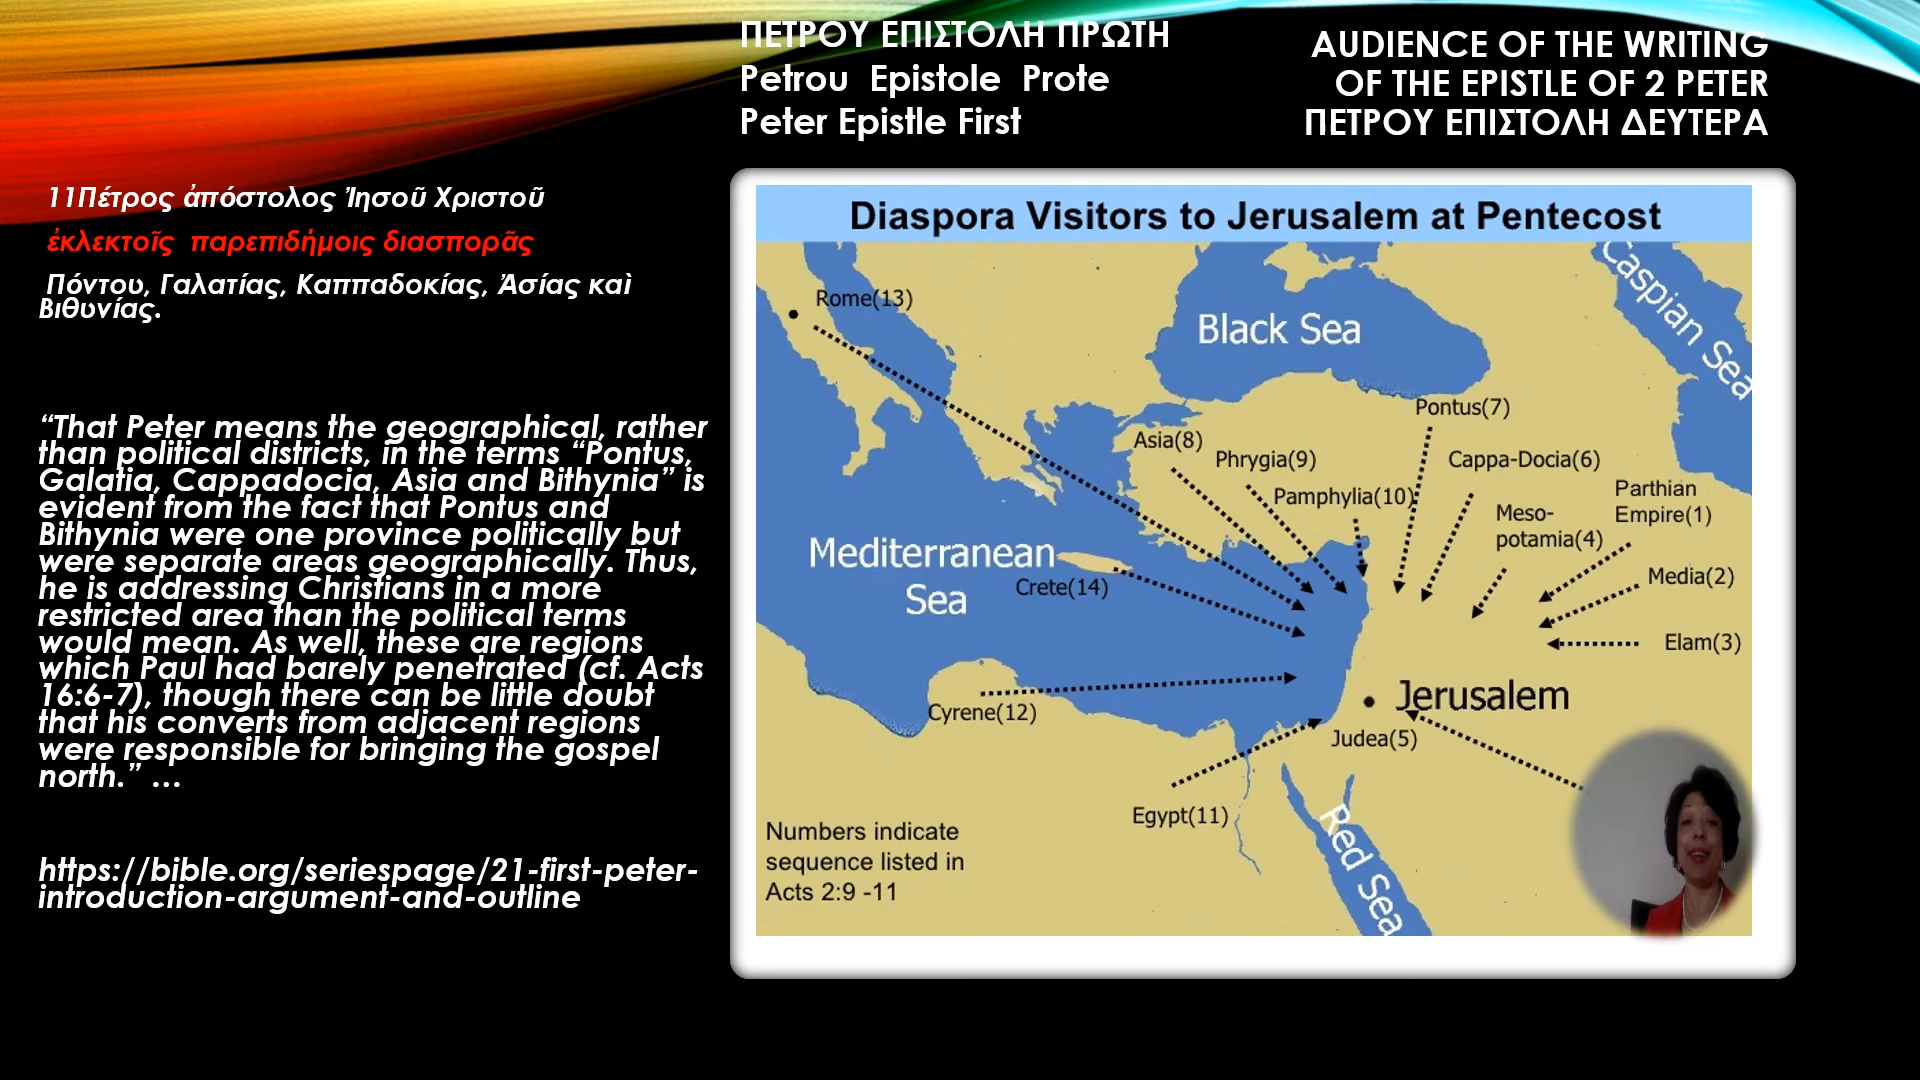 ΠΕΤΡΟΥ ΕΠΙΣΤΟΛΗ ΠΡΩΤΗ
Petrou Epistole Prote
Peter Epistle First
AUDIENCE OF THE WRITING
OF THE EPISTLE OF 2 PETER
ΠΕΤΡΟΥ ΕΠΙΣΤΟΛΗ ΔΕΥΤΕΡΑ
11Πέτρος ἀπόστολος Ἰησοῦ Χριστοῦ
ἐκλεκτοῖς παρεπιδήμοις διασπορᾶς
Πόντου, Γαλατίας, Καππαδοκίας, Ἀσίας καὶ
Βιθυνίας.
“That Peter means the geographical, rather
than political districts, in the terms “Pontus,
Galatia, Cappadocia, Asia and Bithynia” is
evident from the fact that Pontus and
Bithynia were one province politically but
were separate areas geographically. Thus,
he is addressing Christians in a more
restricted area than the political terms
would mean. As well, these are regions
which Paul had barely penetrated (cf. Acts
16:6-7), though there can be little doubt
that his converts from adjacent regions
were responsible for bringing the gospel
north.” …
https://bible.org/seriespage/21-first-peter-
introduction-argument-and-outline
Diaspora Visitors to Jerusalem at Pentecost
Caspian Sea
Rome(13)
Black Sea
Pontus(7)
Asia(8)
Phrygia(9)
Cappa-Docia(6)
Pamphylia(10)
Parthian
Empire(1)
Meso-
potamia(4)
Mediterranean
Sea
Crete(14)
Media(2)
Elam(3)
Jerusalem
Cyrene(12)
Judea(5)
Egypt(11)
Red Sea
Numbers indicate
sequence listed in
Acts 2:9 -11